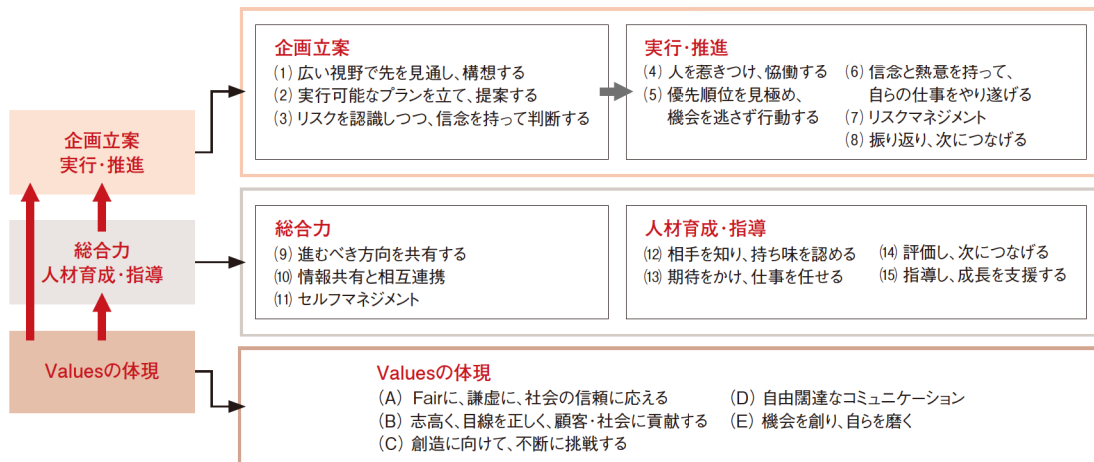 企画立案
実行・推進
総合力
人材育成・指導
Valuesの体現
企画立案
(1) 広い視野で先を見通し、構想する
(2) 実行可能なプランを立て、提案する
(3) リスクを認識しつつ、信念を持って判断する
実行・推進
(4) 人を惹きつけ、恊働する
(5) 優先順位を見極め、
機会を逃さず行動する
(6) 信念と熱意を持って、
自らの仕事をやり遂げる
(7) リスクマネジメント
(8) 振り返り、次につなげる
総合力
(9) 進むべき方向を共有する
(10) 情報共有と相互連携
(11) セルフマネジメント
人材育成・指導
(12) 相手を知り、持ち味を認める
(13) 期待をかけ、仕事を任せる
(14) 評価し、次につなげる
(15) 指導し、成長を支援する
Valuesの体現
(A) Fairに、謙虚に、社会の信頼に応える
(B) 志高く、目線を正しく、顧客・社会に貢献する
(C) 創造に向けて、不断に挑戦する
(D) 自由闊達なコミュニケーション
(E) 機会を創り、自らを磨く